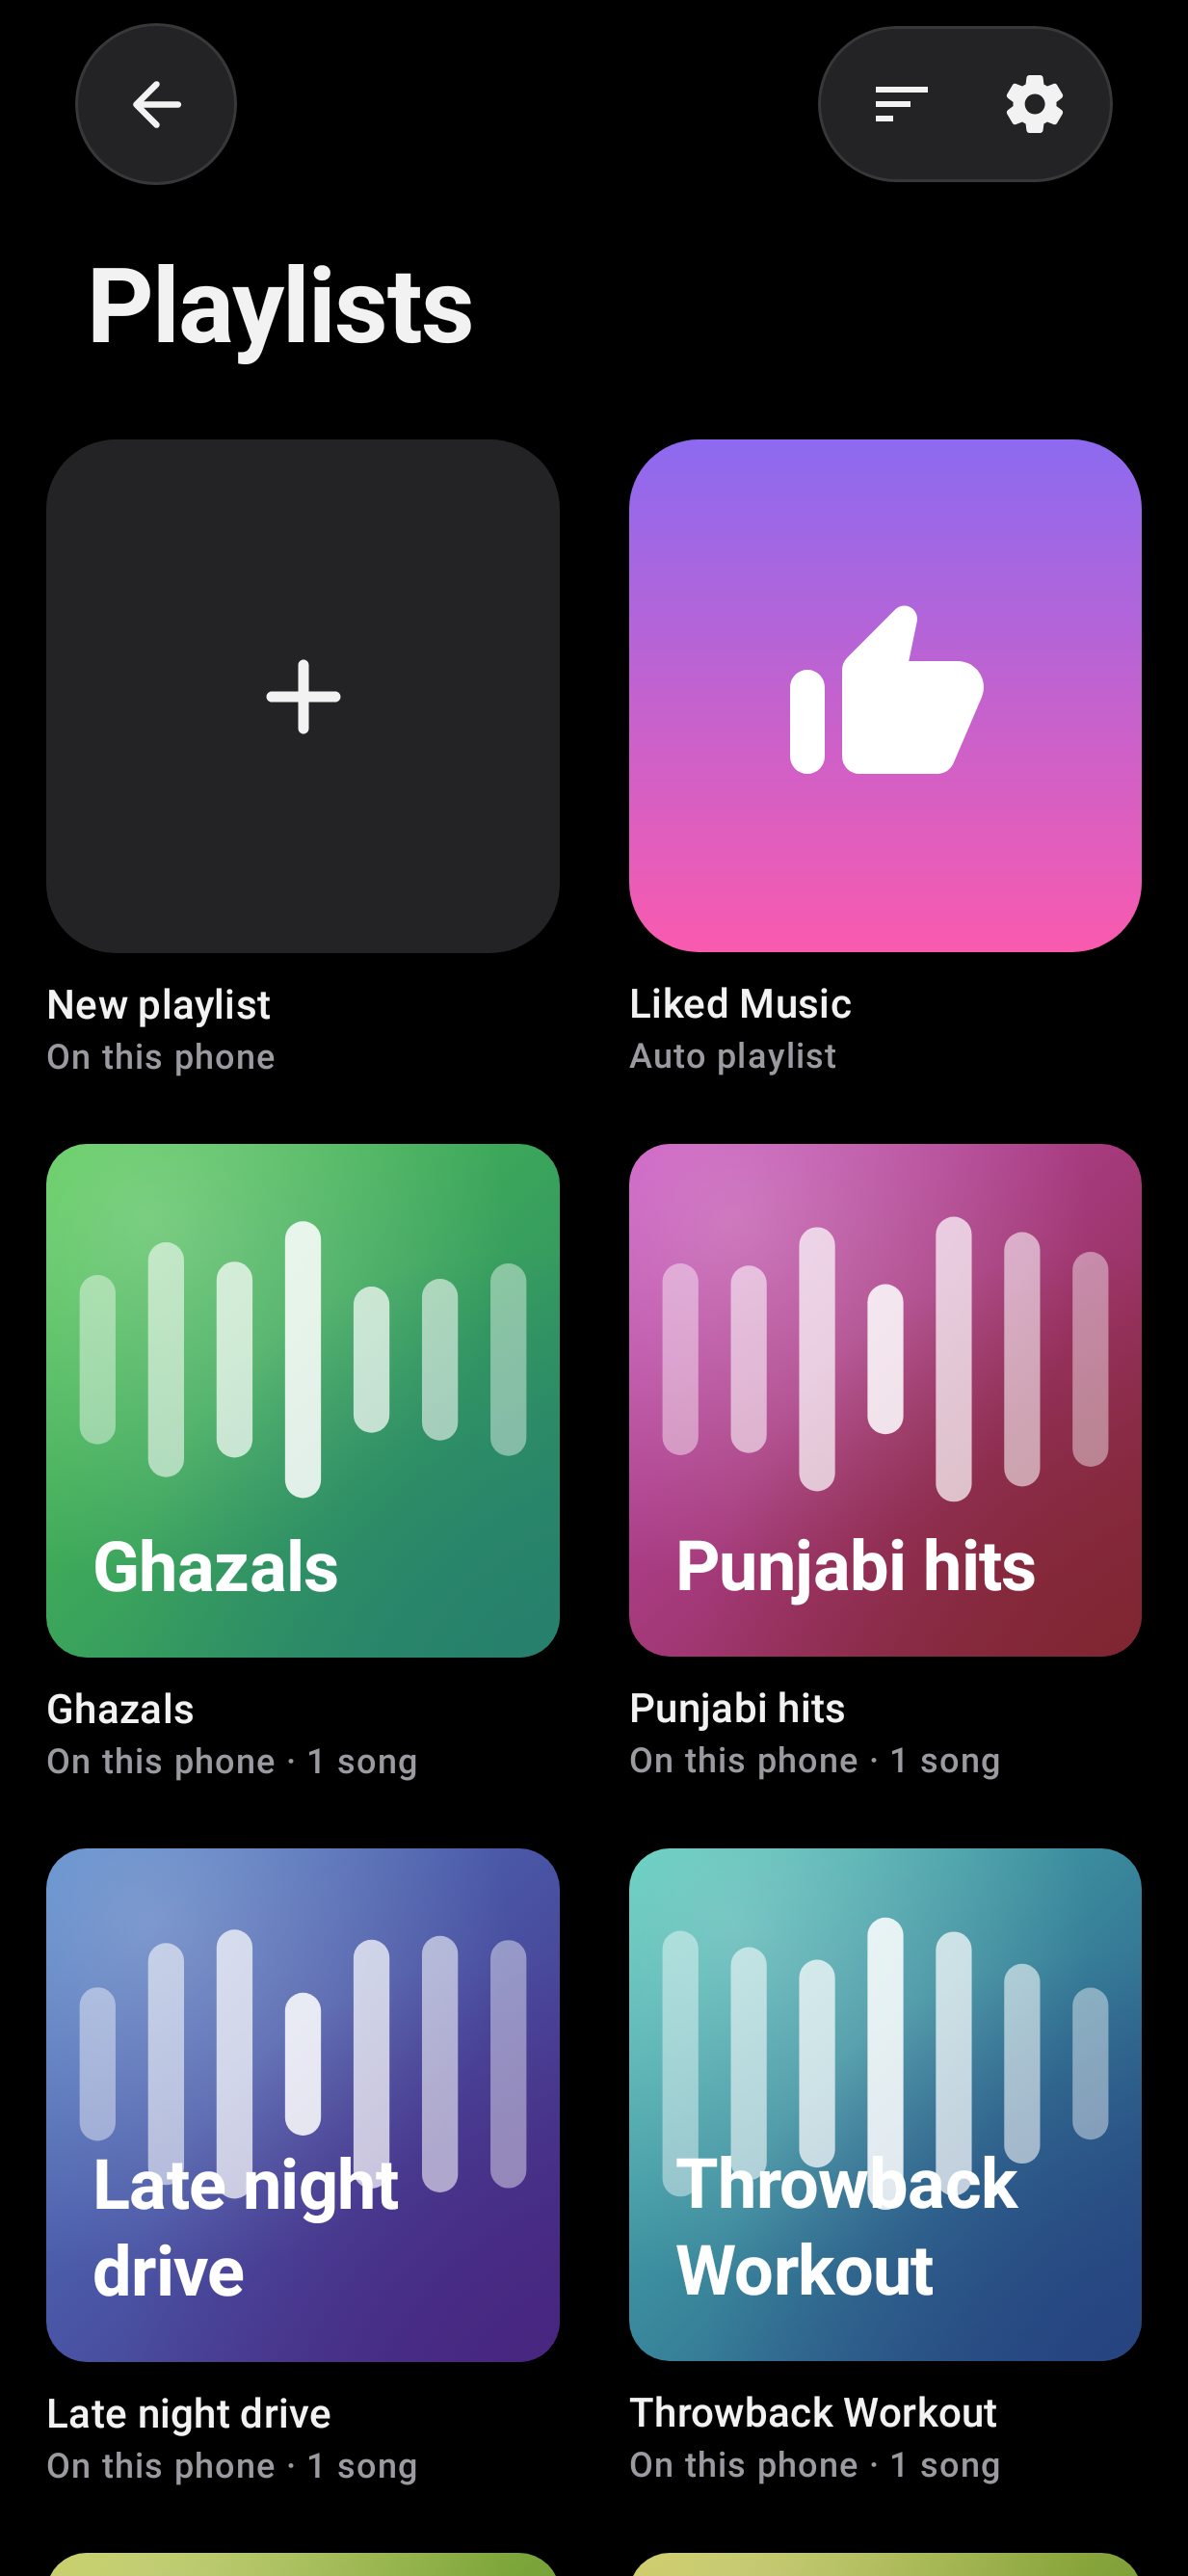 Playlists
New playlist
On this phone
Liked Music
Auto playlist
Ghazals
Ghazals
On this phone · 1 song
Punjabi hits
Punjabi hits
On this phone · 1 song
Late night
drive
Late night drive
On this phone · 1 song
Throwback
Workout
Throwback Workout
On this phone · 1 song